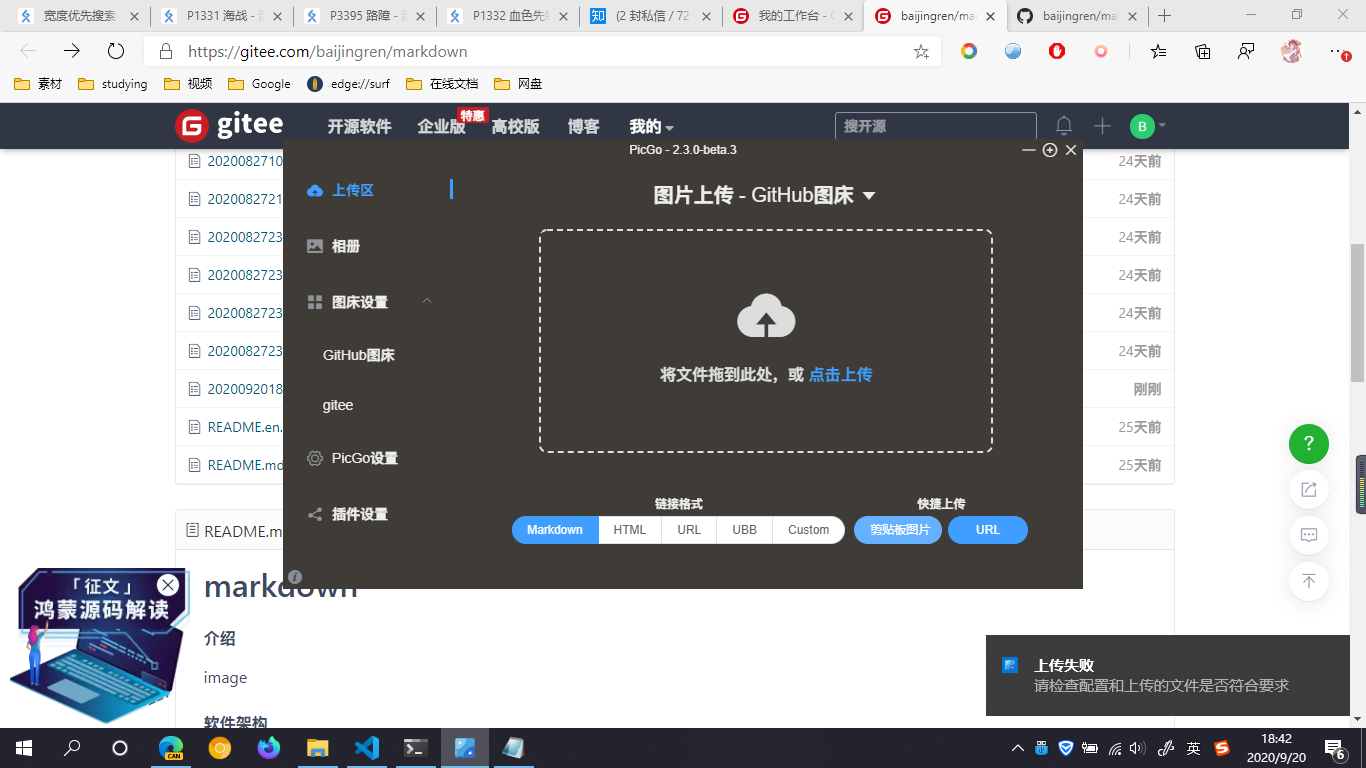 宽度优先搜索
P1331 海战 -
P3395 路障 -
P1332 血色先
(2 封私信 / 72
我的工作台 -
baijingren/ma
baijingren/ma
https://gitee.com/baijingren/markdown
素材
studying
视频
Google
edge://surf
在线文档
网盘
gitee
开源软件
企业版
特惠
高校版
博客
我的
搜开源
B
PicGo - 2.3.0-beta.3
2020082710
24天前
上传区
图片上传 - GitHub图床
2020082721
24天前
2020082723
24天前
相册
2020082723
24天前
图床设置
2020082723
24天前
2020082723
24天前
GitHub图床
将文件拖到此处，或 点击上传
2020092018
刚刚
gitee
README.en.
25天前
PicGo设置
README.md
25天前
链接格式
快捷上传
插件设置
Markdown
HTML
URL
UBB
Custom
剪贴板图片
URL
README.m
markdown
介绍
image
软件架构
「征文」
鸿蒙源码解读
上传失败
请检查配置和上传的文件是否符合要求
CAN
英
18:42
2020/9/20
6